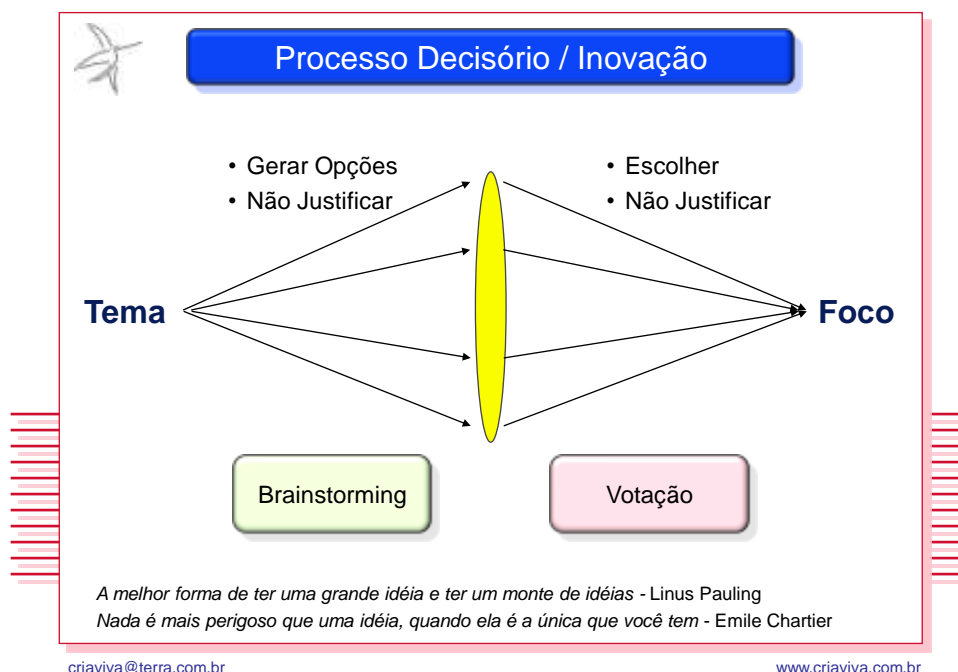 Processo Decisório / Inovação
• Gerar Opções
• Não Justificar
• Escolher
• Não Justificar
Tema
Foco
Brainstorming
Votação
A melhor forma de ter uma grande idéia e ter um monte de idéias - Linus Pauling
Nada é mais perigoso que uma idéia, quando ela é a única que você tem - Emile Chartier
criaviva@terra.com.br
www.criaviva.com.br